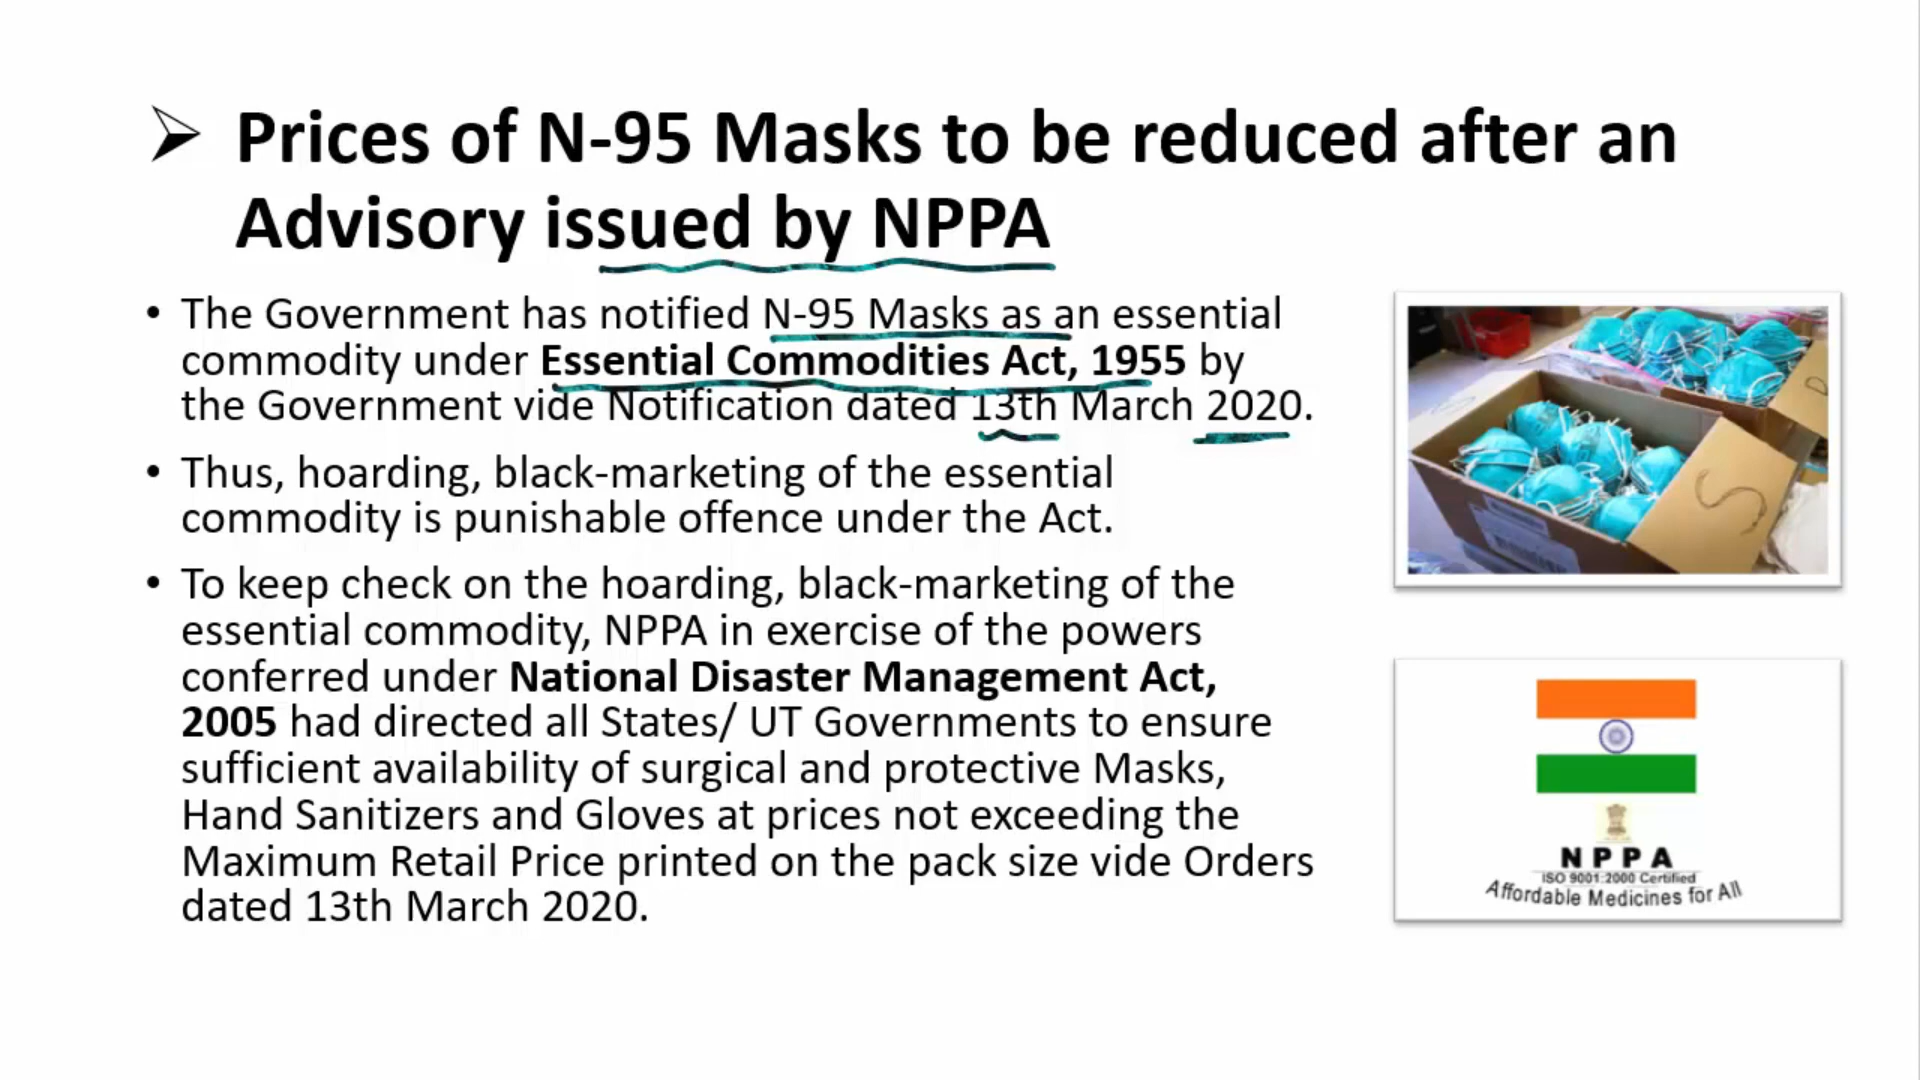 Prices of N-95 Masks to be reduced after an
Advisory issued by NPPA
• The Government has notified N-95 Masks as an essential
commodity under Essential Commodities Act, 1955 by
the Government vide Notification dated 13th March 2020.
• Thus, hoarding, black-marketing of the essential
commodity is punishable offence under the Act.
• To keep check on the hoarding, black-marketing of the
essential commodity, NPPA in exercise of the powers
conferred under National Disaster Management Act,
2005 had directed all States/ UT Governments to ensure
sufficient availability of surgical and protective Masks,
Hand Sanitizers and Gloves at prices not exceeding the
Maximum Retail Price printed on the pack size vide Orders
dated 13th March 2020.
S
NPPA
ISO 9001:2000 Certified
Affordable Medicines for All